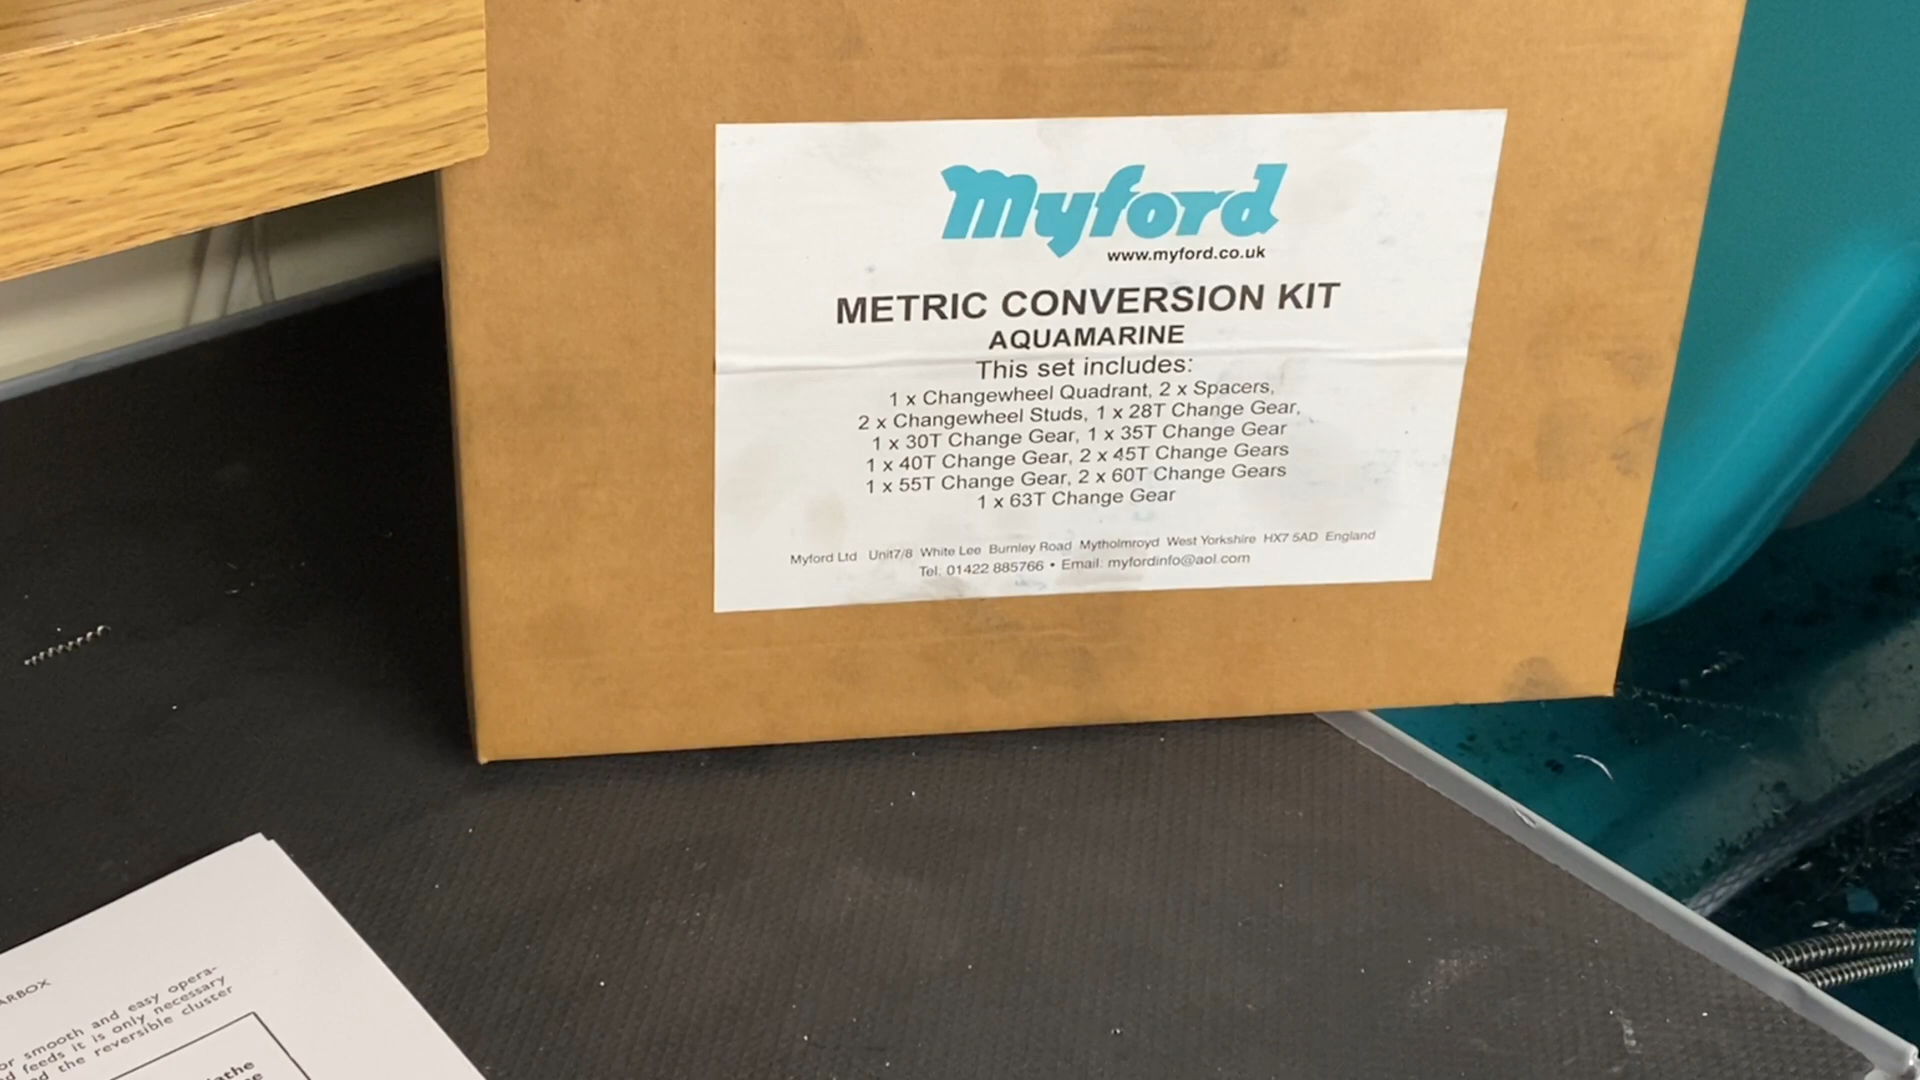 Myford
www.myford.co.uk
METRIC CONVERSION KIT
AQUAMARINE
This set includes:
1 x Changewheel Quadrant, 2 x Spacers,
2 x Changewheel Studs, 1 x 28T Change Gear,
1 x 30T Change Gear, 1 x 35T Change Gear
1 x 40T Change Gear, 2 x 45T Change Gears
1 x 55T Change Gear, 2 x 60T Change Gears
1 x 63T Change Gear
Myford Ltd Unit7/8 White Lee Burnley Road Mytholmroyd West Yorkshire HX7 5AD England
Tel: 01422 885766 • Email: myfordinfo@aol.com
smooth and easy opera-
feeds it is only necessary
the reversible cluster